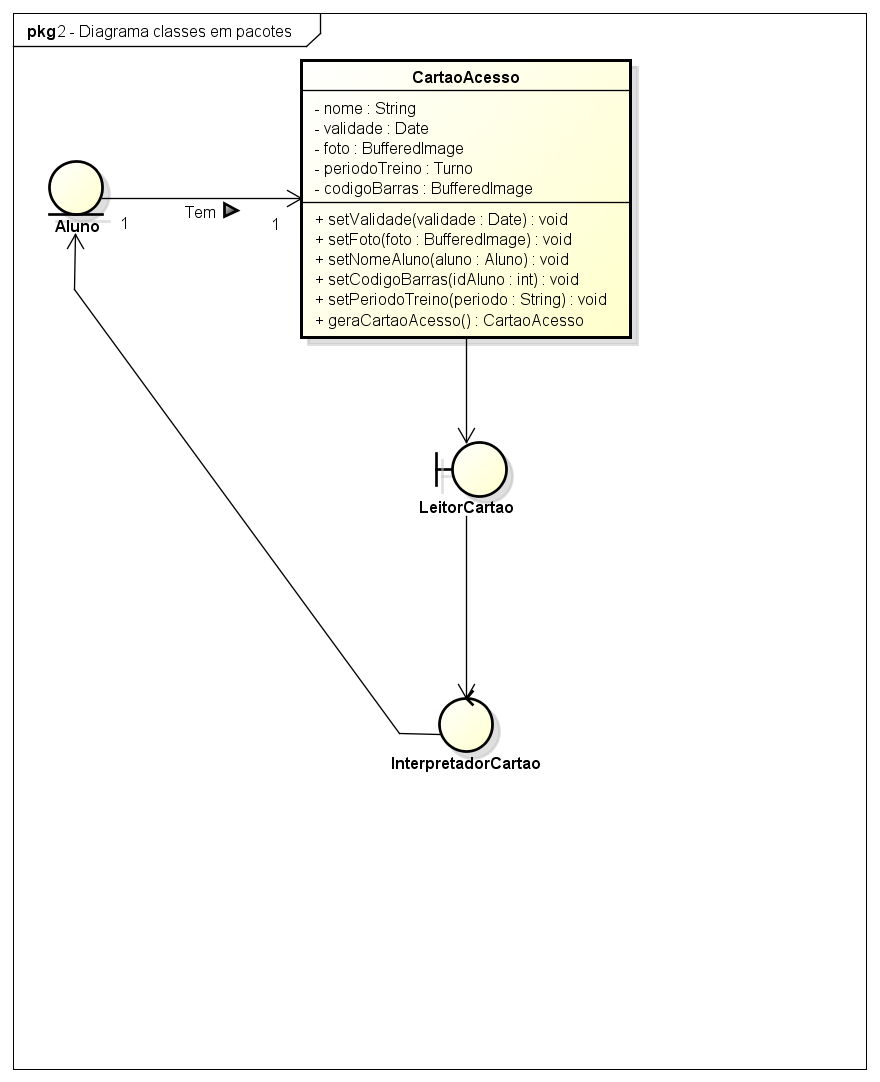 pkg 2 - Diagrama classes em pacotes
CartaoAcesso
- nome : String
- validade : Date
- foto : BufferedImage
- periodoTreino : Turno
- codigoBarras : BufferedImage
+ setValidade(validade : Date) : void
+ setFoto(foto : BufferedImage) : void
+ setNomeAluno(aluno : Aluno) : void
+ setCodigoBarras(idAluno : int) : void
+ setPeriodoTreino(periodo : String) : void
+ geraCartaoAcesso() : CartaoAcesso
Tem
Aluno
1
1
LeitorCartao
InterpretadorCartao